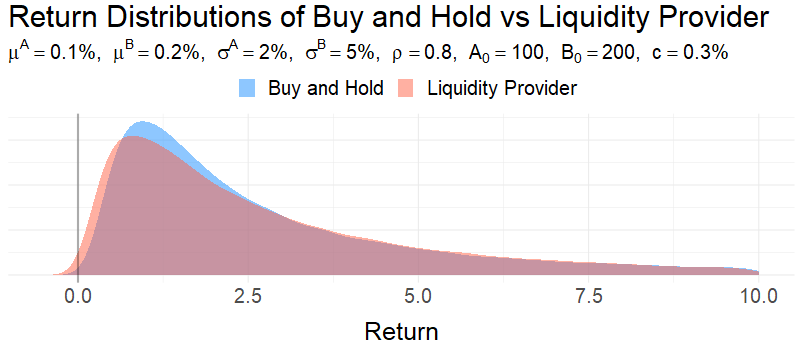 Return Distributions of Buy and Hold vs Liquidity Provider
μᴬ = 0.1%, μᴮ = 0.2%, σᴬ = 2%, σᴮ = 5%, ρ = 0.8, A₀ = 100, B₀ = 200, c = 0.3%
Buy and Hold Liquidity Provider
0.0 2.5 5.0 7.5 10.0
Return